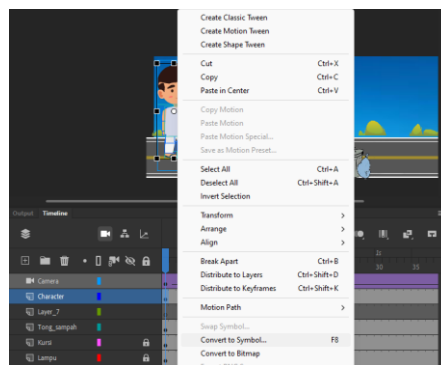 Create Classic Tween
Create Motion Tween
Create Shape Tween
Cut Ctrl+X
Copy Ctrl+C
Paste in Center Ctrl+V
Copy Motion
Paste Motion
Paste Motion Special...
Save as Motion Preset...
Select All Ctrl+A
Deselect All Ctrl+Shift+A
Invert Selection
Transform
Arrange
Align
Break Apart Ctrl+B
Distribute to Layers Ctrl+Shift+D
Distribute to Keyframes Ctrl+Shift+K
Motion Path
Swap Symbol...
Convert to Symbol... F8
Convert to Bitmap
Output Timeline
30 35
Camera
Character
Layer_7
Tong_sampah
Kursi
Lampu